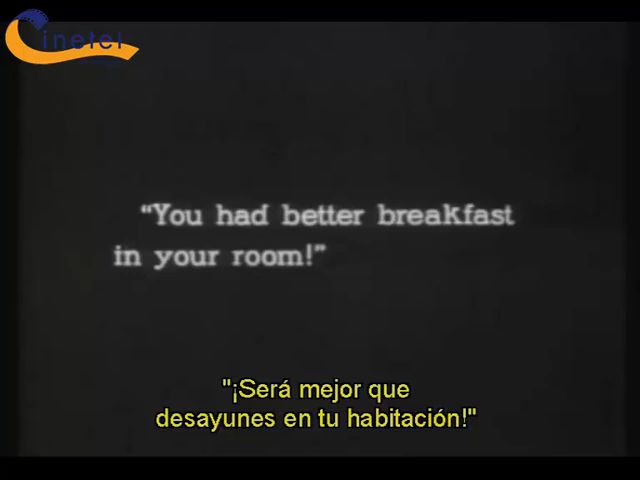 Cinetel
“You had better breakfast
in your room!”
"¡Será mejor que
desayunes en tu habitación!"